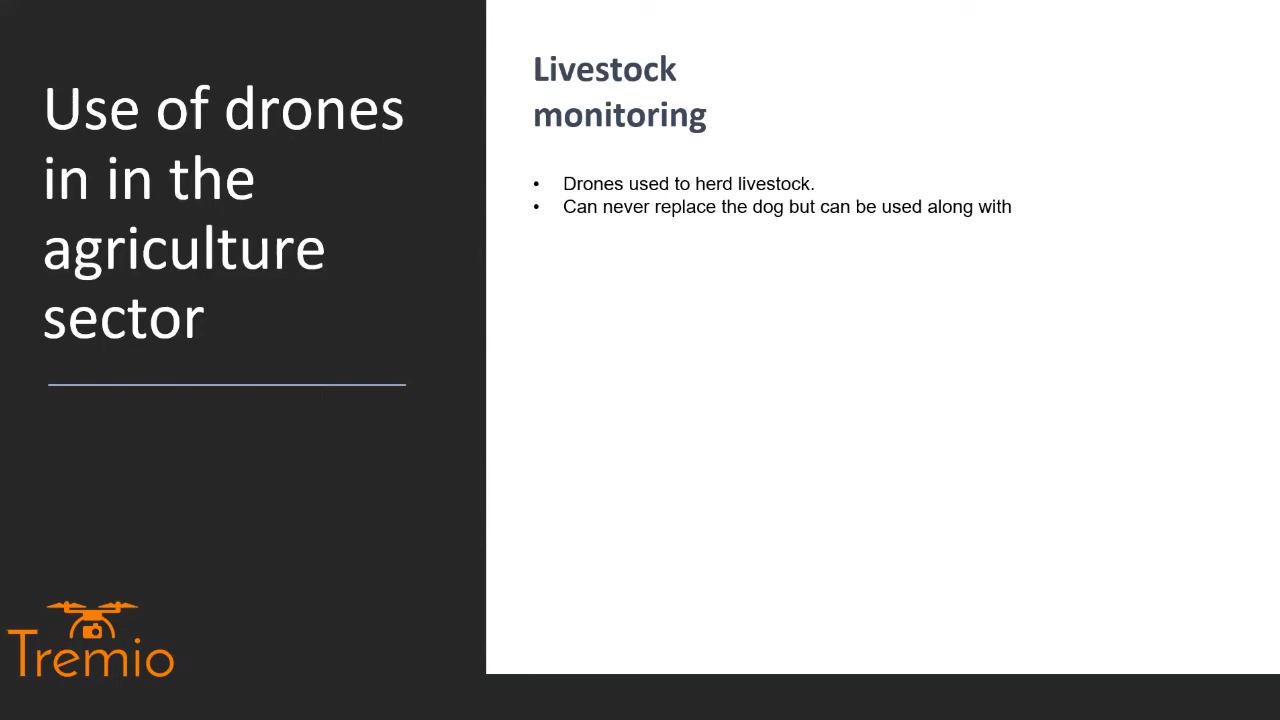 Use of drones
in in the
agriculture
sector
Livestock
monitoring
• Drones used to herd livestock.
• Can never replace the dog but can be used along with
Tremio